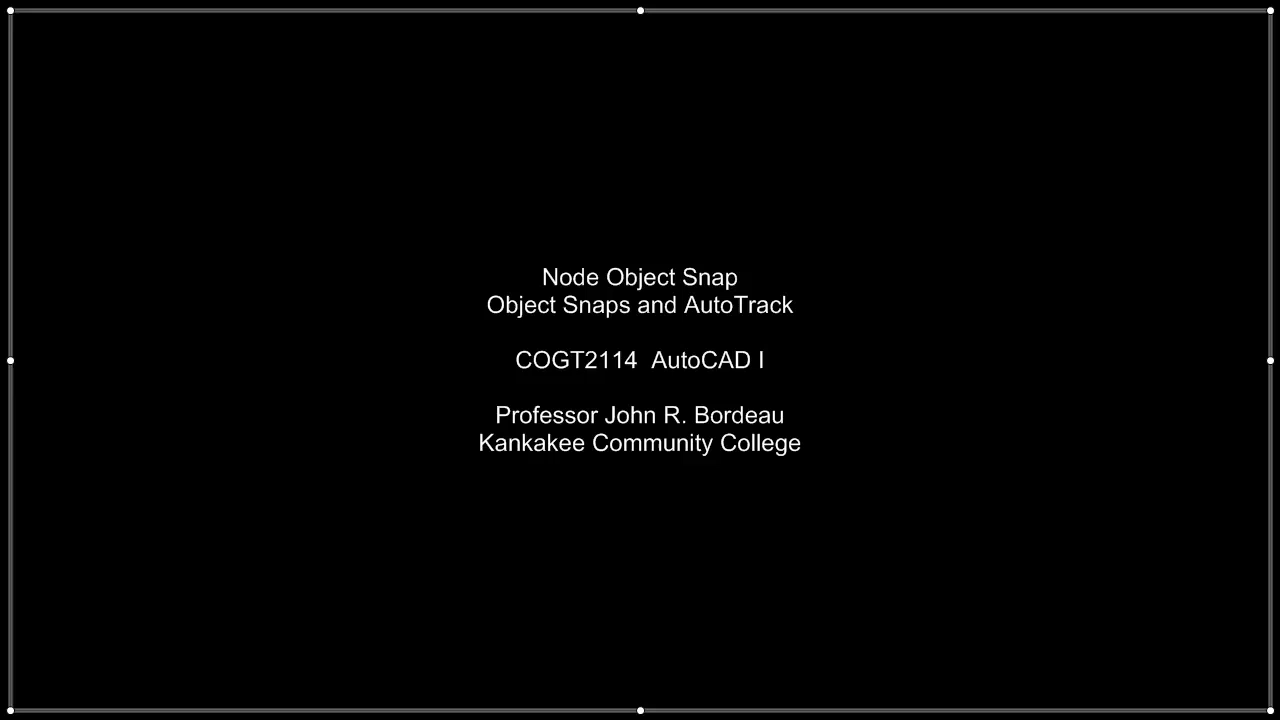 Node Object Snap
Object Snaps and AutoTrack
COGT2114  AutoCAD I
Professor John R. Bordeau
Kankakee Community College